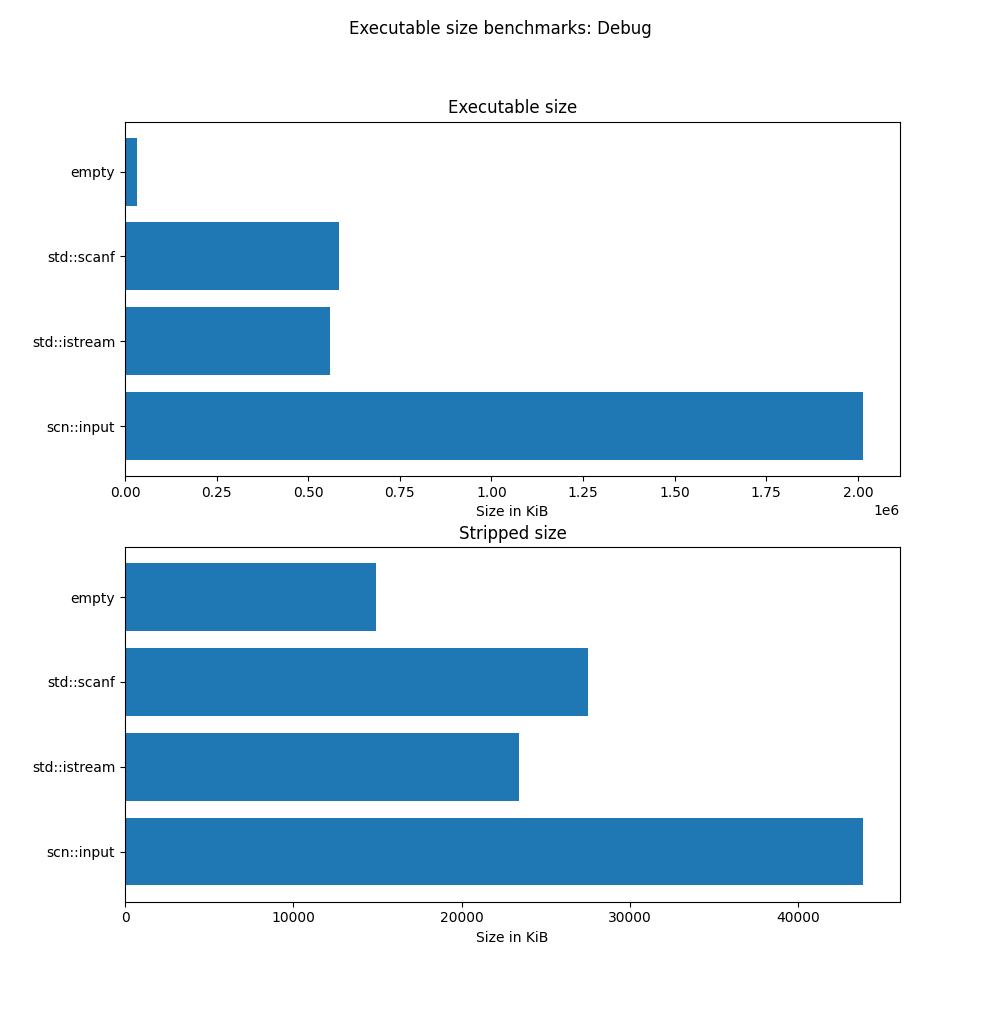 Executable size benchmarks: Debug
Executable size
empty
std::scanf
std::istream
scn::input
0.00 0.25 0.50 0.75 1.00 1.25 1.50 1.75 2.00
1e6
Size in KiB
Stripped size
empty
std::scanf
std::istream
scn::input
0 10000 20000 30000 40000
Size in KiB